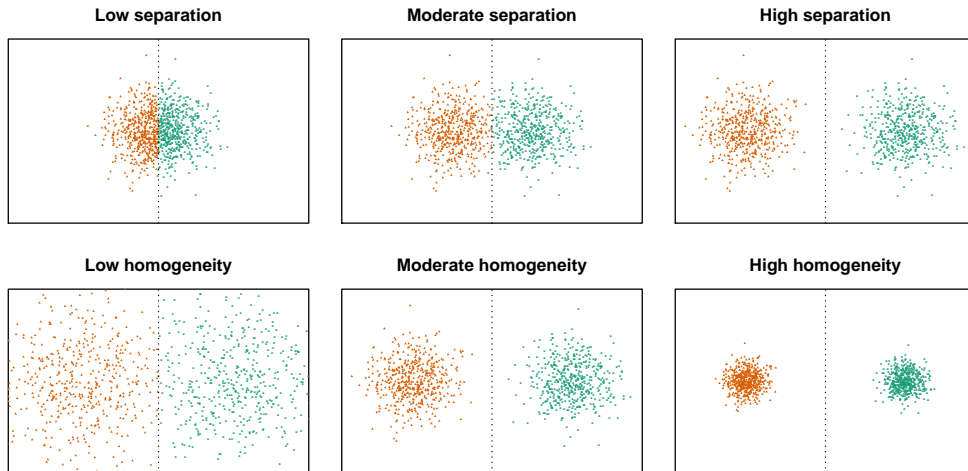 Low separation
Moderate separation
High separation
Low homogeneity
Moderate homogeneity
High homogeneity